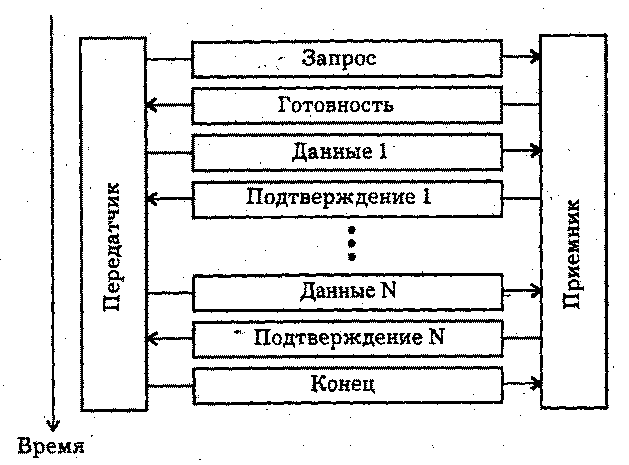 Запрос
Готовность
Данные 1
Подтверждение 1
Передатчик
Приемник
Данные N
Подтверждение N
Конец
Время